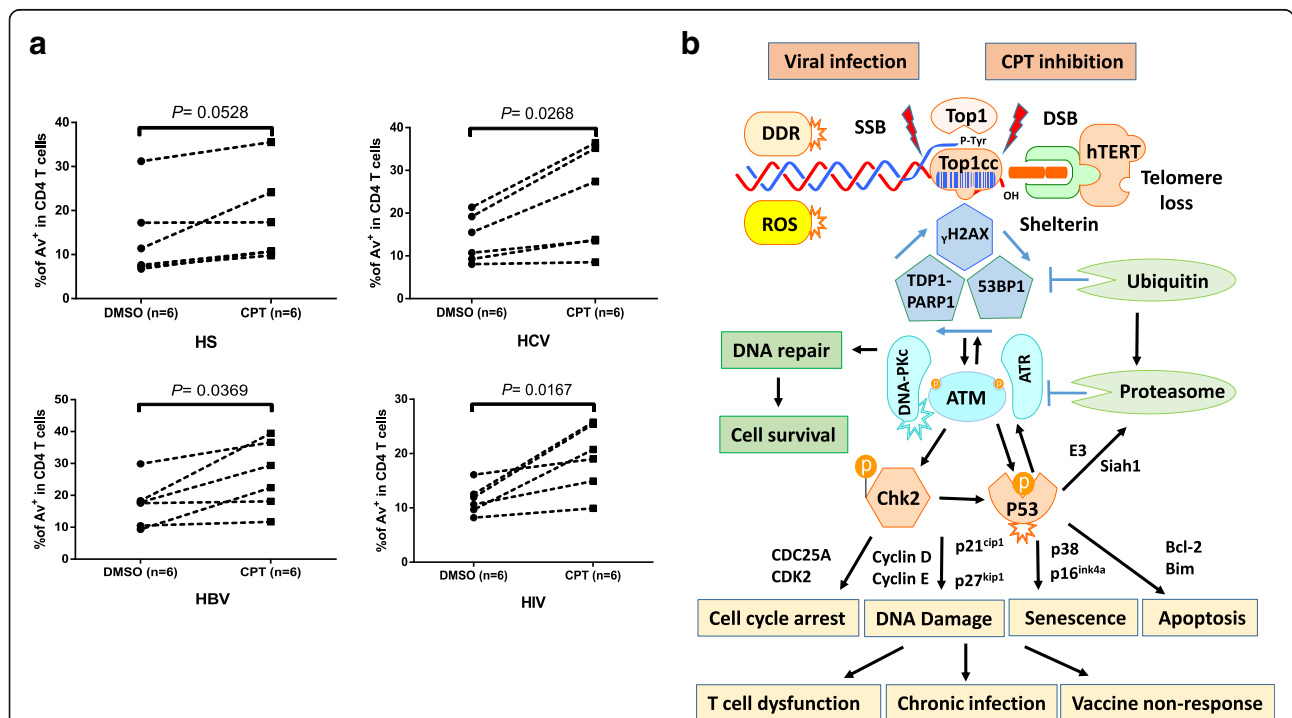 a
P= 0.0528
%of Av⁺ in CD4 T cells
40
30
20
10
0
DMSO (n=6)
CPT (n=6)
HS
P= 0.0268
%of Av⁺ in CD4 T cells
40
30
20
10
0
DMSO (n=6)
CPT (n=6)
HCV
P= 0.0369
%of Av⁺ in CD4 T cells
50
40
30
20
10
0
DMSO (n=6)
CPT (n=6)
HBV
P= 0.0167
%of Av⁺ in CD4 T cells
30
20
10
0
DMSO (n=6)
CPT (n=6)
HIV
b
Viral infection
CPT inhibition
DDR
SSB
Top1
P-Tyr
DSB
Top1cc
OH
hTERT
Telomere
loss
Shelterin
ROS
γH2AX
TDP1-
PARP1
53BP1
Ubiquitin
DNA repair
DNA-PKc
p
ATM
p
ATR
Proteasome
Cell survival
E3
Siah1
p
Chk2
p
P53
CDC25A
CDK2
Cyclin D
Cyclin E
p21ᶜⁱᵖ¹
p27ᵏⁱᵖ¹
p38
p16ⁱⁿᵏ⁴ᵃ
Bcl-2
Bim
Cell cycle arrest
DNA Damage
Senescence
Apoptosis
T cell dysfunction
Chronic infection
Vaccine non-response